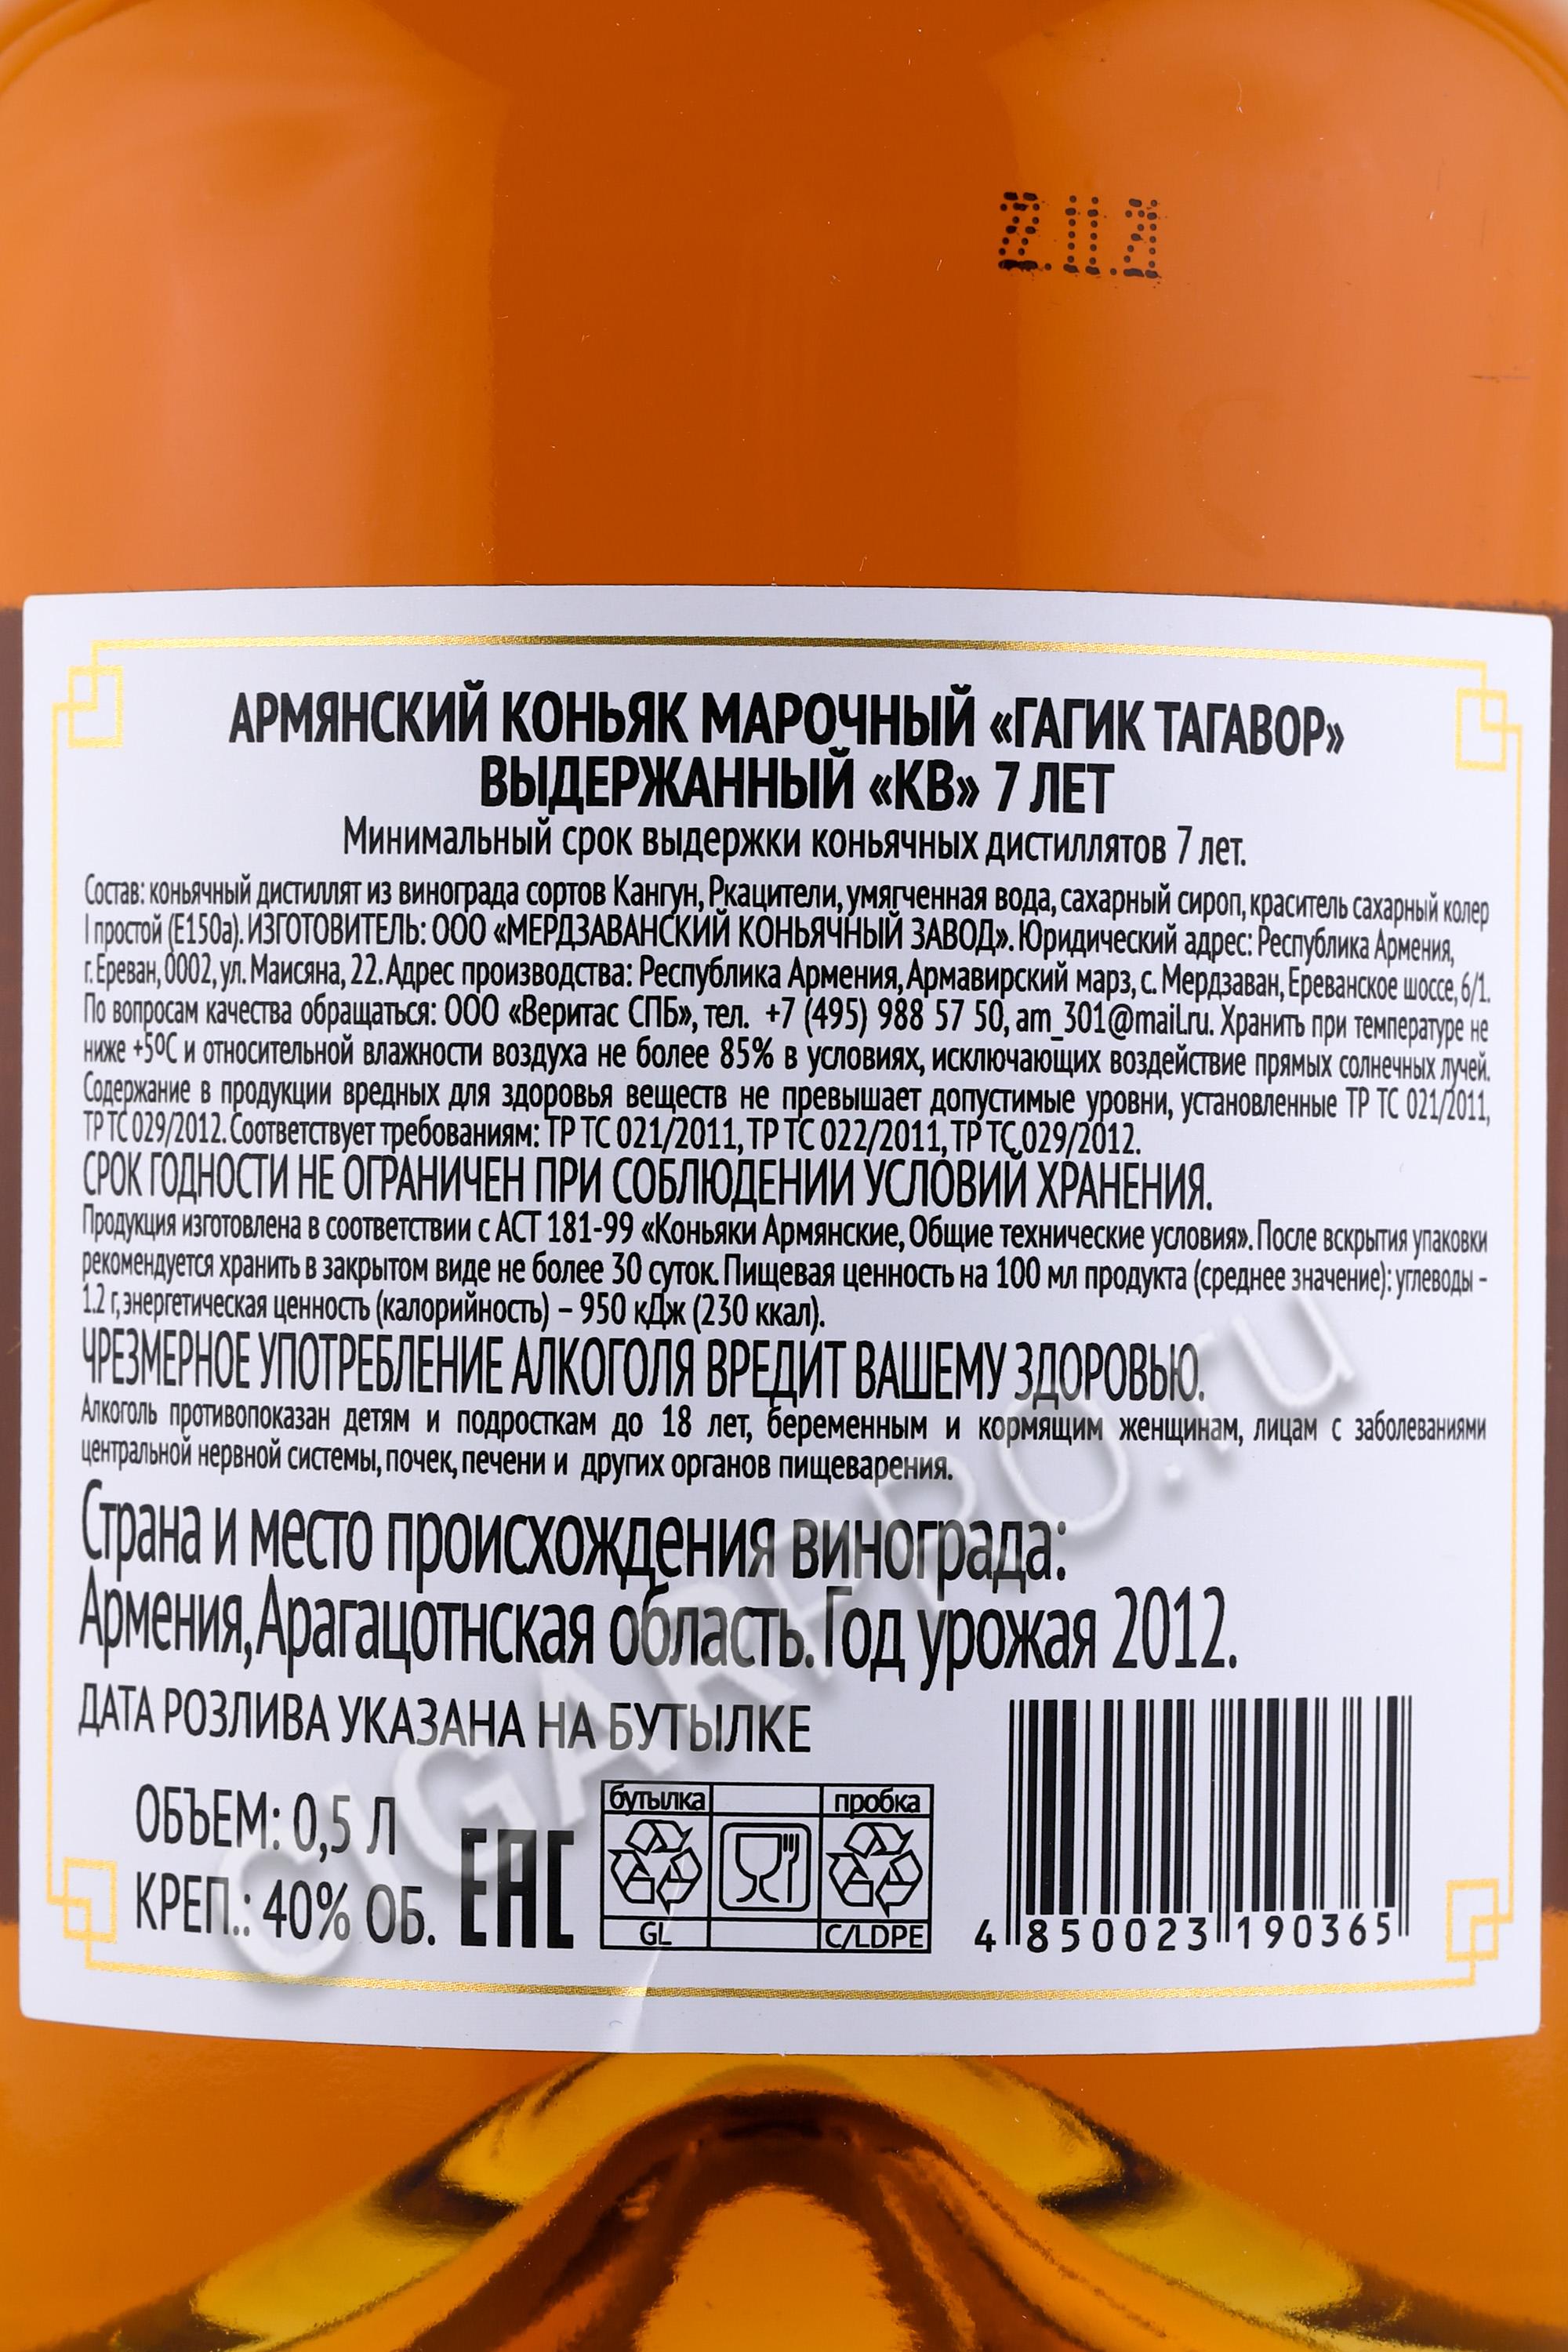 22.11.21
АРМЯНСКИЙ КОНЬЯК МАРОЧНЫЙ «ГАГИК ТАГАВОР»
ВЫДЕРЖАННЫЙ «КВ» 7 ЛЕТ
Минимальный срок выдержки коньячных дистиллятов 7 лет.
Состав: коньячный дистиллят из винограда сортов Кангун, Ркацители, умягченная вода, сахарный сироп, краситель сахарный колер
I простой (Е150а). ИЗГОТОВИТЕЛЬ: ООО «МЕРДЗАВАНСКИЙ КОНЬЯЧНЫЙ ЗАВОД». Юридический адрес: Республика Армения,
г. Ереван, 0002, ул. Маисяна, 22. Адрес производства: Республика Армения, Армавирский марз, с. Мердзаван, Ереванское шоссе, 6/1.
По вопросам качества обращаться: ООО «Веритас СПБ», тел. +7 (495) 988 57 50, am_301@mail.ru. Хранить при температуре не
ниже +5ºС и относительной влажности воздуха не более 85% в условиях, исключающих воздействие прямых солнечных лучей.
Содержание в продукции вредных для здоровья веществ не превышает допустимые уровни, установленные ТР ТС 021/2011,
ТР ТС 029/2012. Соответствует требованиям: ТР ТС 021/2011, ТР ТС 022/2011, ТР ТС 029/2012.
СРОК ГОДНОСТИ НЕ ОГРАНИЧЕН ПРИ СОБЛЮДЕНИИ УСЛОВИЙ ХРАНЕНИЯ.
Продукция изготовлена в соответствии с АСТ 181-99 «Коньяки Армянские, Общие технические условия». После вскрытия упаковки
рекомендуется хранить в закрытом виде не более 30 суток. Пищевая ценность на 100 мл продукта (среднее значение): углеводы –
1.2 г, энергетическая ценность (калорийность) – 950 кДж (230 ккал).
ЧРЕЗМЕРНОЕ УПОТРЕБЛЕНИЕ АЛКОГОЛЯ ВРЕДИТ ВАШЕМУ ЗДОРОВЬЮ.
Алкоголь противопоказан детям и подросткам до 18 лет, беременным и кормящим женщинам, лицам с заболеваниями
центральной нервной системы, почек, печени и других органов пищеварения.
Страна и место происхождения винограда:
Армения, Арагацотнская область. Год урожая 2012.
ДАТА РОЗЛИВА УКАЗАНА НА БУТЫЛКЕ
ОБЪЕМ: 0,5 Л
КРЕП.: 40% ОБ.
EAC
бутылка пробка
GL C/LDPE
4 850023 190365
CIGARPRO.ru